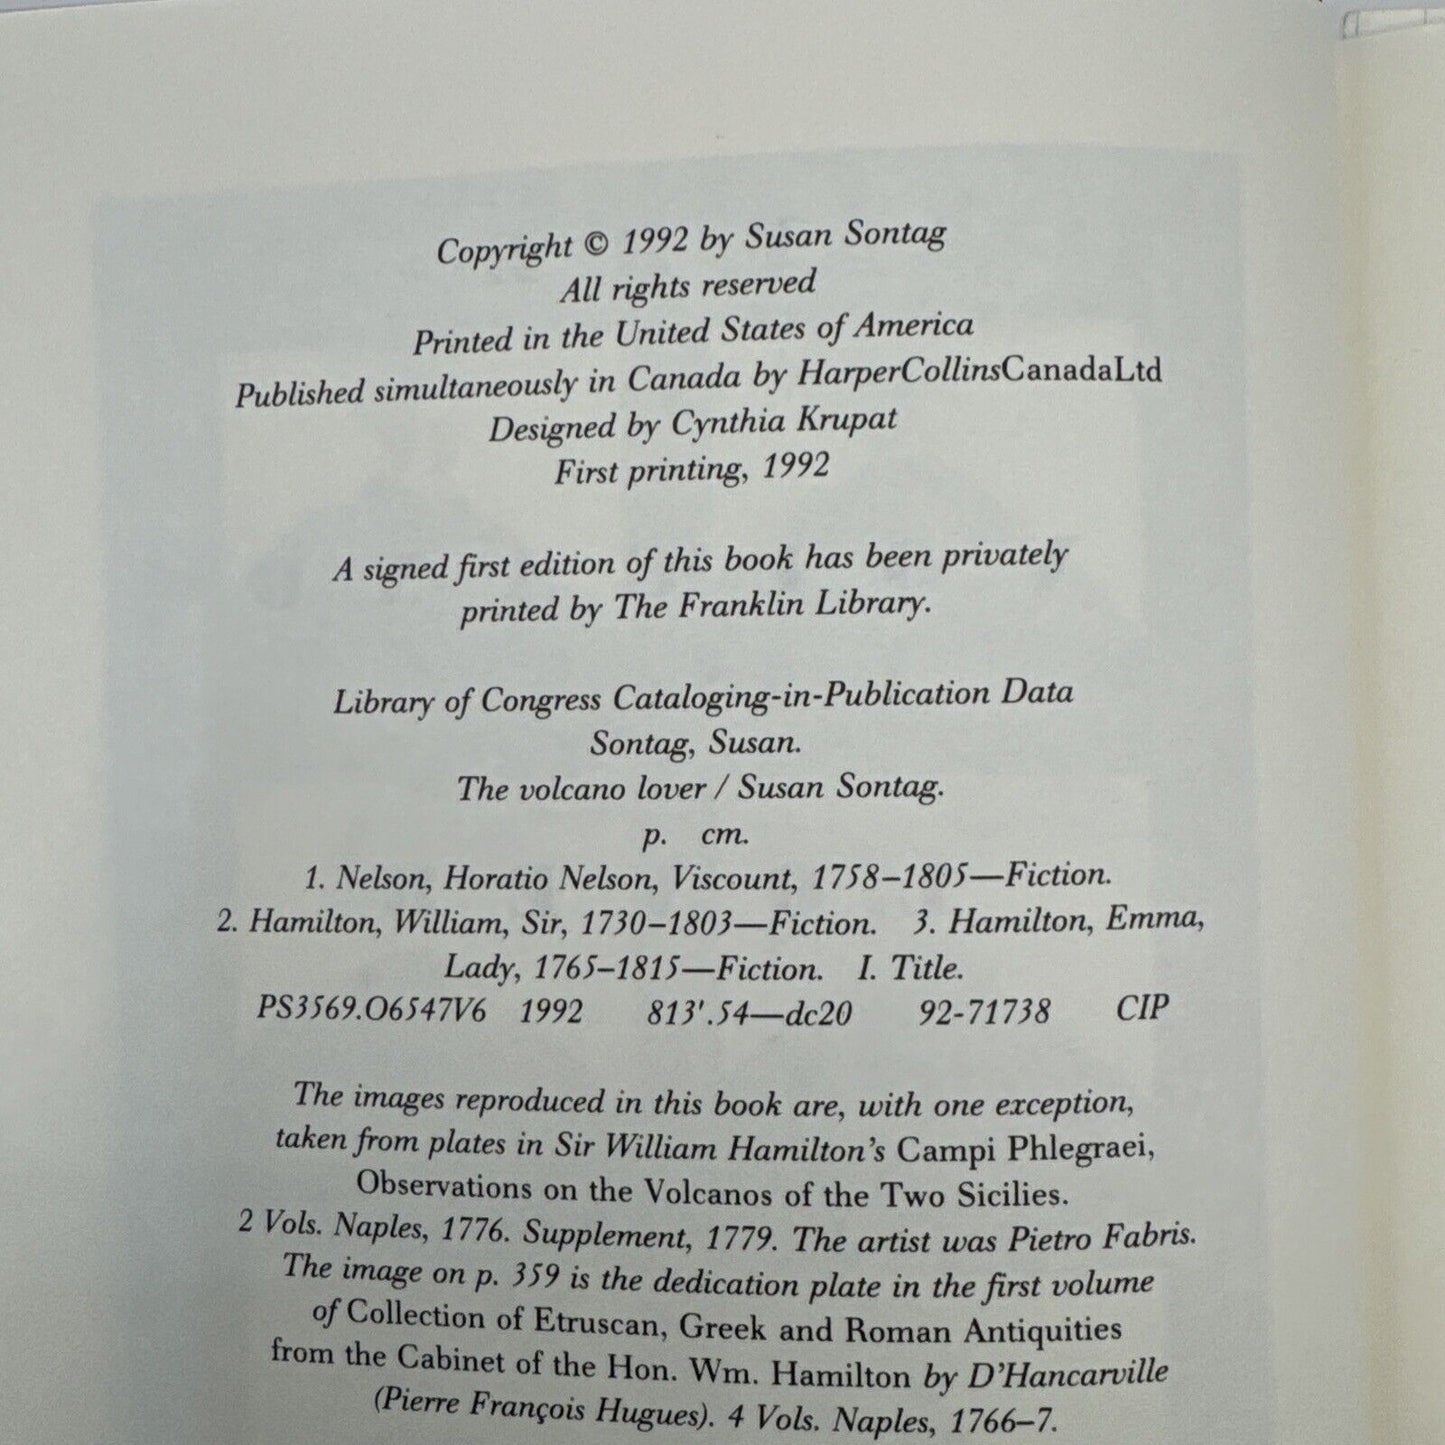 Copyright © 1992 by Susan Sontag
All rights reserved
Printed in the United States of America
Published simultaneously in Canada by HarperCollinsCanadaLtd
Designed by Cynthia Krupat
First printing, 1992
A signed first edition of this book has been privately
printed by The Franklin Library.
Library of Congress Cataloging-in-Publication Data
Sontag, Susan.
The volcano lover / Susan Sontag.
p. cm.
1. Nelson, Horatio Nelson, Viscount, 1758–1805—Fiction.
2. Hamilton, William, Sir, 1730–1803—Fiction. 3. Hamilton, Emma,
Lady, 1765–1815—Fiction. I. Title.
PS3569.O6547V6 1992 813'.54—dc20 92-71738 CIP
The images reproduced in this book are, with one exception,
taken from plates in Sir William Hamilton's Campi Phlegraei,
Observations on the Volcanos of the Two Sicilies.
2 Vols. Naples, 1776. Supplement, 1779. The artist was Pietro Fabris.
The image on p. 359 is the dedication plate in the first volume
of Collection of Etruscan, Greek and Roman Antiquities
from the Cabinet of the Hon. Wm. Hamilton by D'Hancarville
(Pierre François Hugues). 4 Vols. Naples, 1766–7.